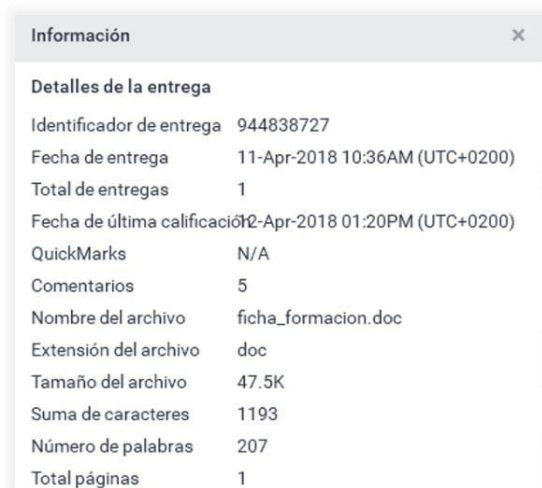 Información ×
Detalles de la entrega
Identificador de entrega 944838727
Fecha de entrega 11-Apr-2018 10:36AM (UTC+0200)
Total de entregas 1
Fecha de última calificación 12-Apr-2018 01:20PM (UTC+0200)
QuickMarks N/A
Comentarios 5
Nombre del archivo ficha_formacion.doc
Extensión del archivo doc
Tamaño del archivo 47.5K
Suma de caracteres 1193
Número de palabras 207
Total páginas 1